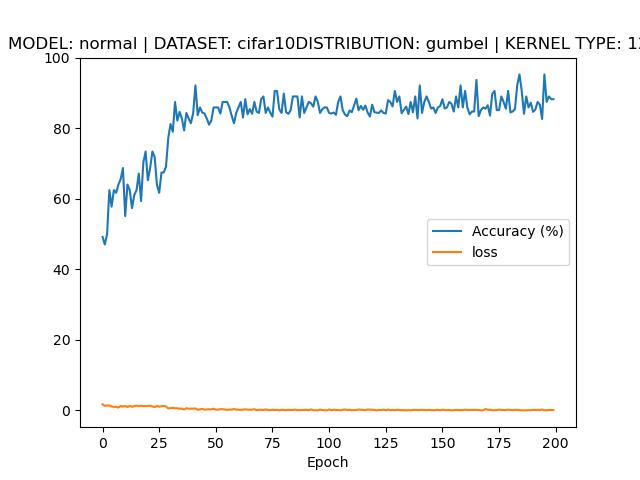 MODEL: normal | DATASET: cifar10DISTRIBUTION: gumbel | KERNEL TYPE:
100
80
60
40
20
0
Accuracy (%)
loss
0 25 50 75 100 125 150 175 200
Epoch